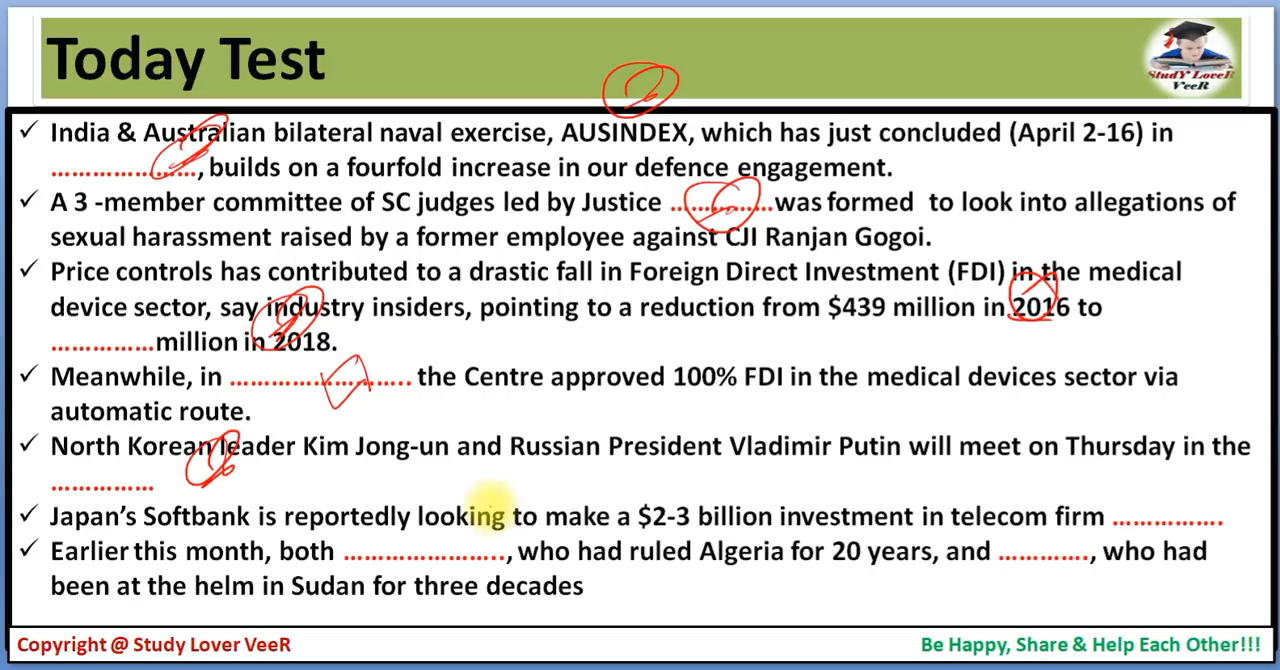 Today Test
StudY LoveR
VeeR
✓ India & Australian bilateral naval exercise, AUSINDEX, which has just concluded (April 2-16) in
…………………, builds on a fourfold increase in our defence engagement.
✓ A 3 -member committee of SC judges led by Justice ……………was formed to look into allegations of
sexual harassment raised by a former employee against CJI Ranjan Gogoi.
✓ Price controls has contributed to a drastic fall in Foreign Direct Investment (FDI) in the medical
device sector, say industry insiders, pointing to a reduction from $439 million in 2016 to
……………million in 2018.
✓ Meanwhile, in …………………….. the Centre approved 100% FDI in the medical devices sector via
automatic route.
✓ North Korean leader Kim Jong-un and Russian President Vladimir Putin will meet on Thursday in the
……………
✓ Japan’s Softbank is reportedly looking to make a $2-3 billion investment in telecom firm …………….
✓ Earlier this month, both ………………….., who had ruled Algeria for 20 years, and …………., who had
been at the helm in Sudan for three decades
Copyright @ Study Lover VeeR
Be Happy, Share & Help Each Other!!!